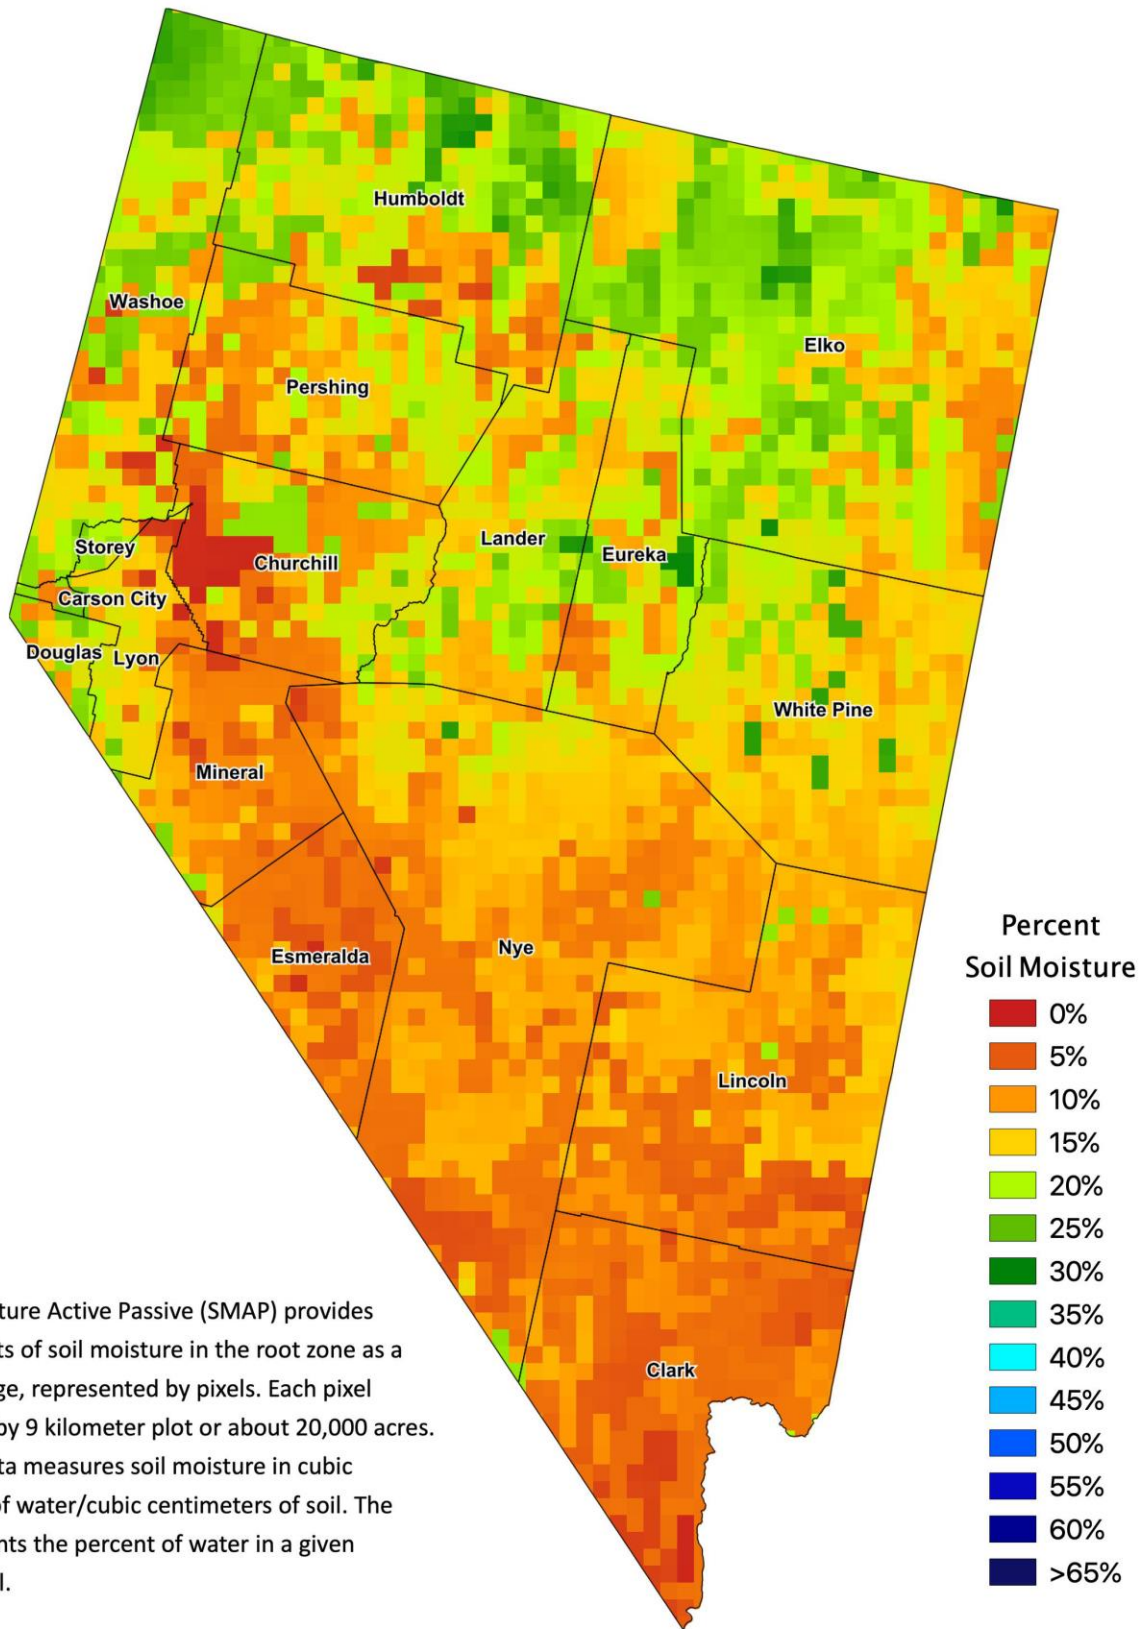 Humboldt
Washoe
Elko
Pershing
Lander
Storey
Eureka
Churchill
Carson City
Douglas
Lyon
White Pine
Mineral
Nye
Esmeralda
Lincoln
Clark
Percent
Soil Moisture
0%
5%
10%
15%
20%
25%
30%
35%
40%
45%
50%
55%
60%
>65%
ture Active Passive (SMAP) provides
ts of soil moisture in the root zone as a
ge, represented by pixels. Each pixel
by 9 kilometer plot or about 20,000 acres.
ta measures soil moisture in cubic
of water/cubic centimeters of soil. The
nts the percent of water in a given
l.